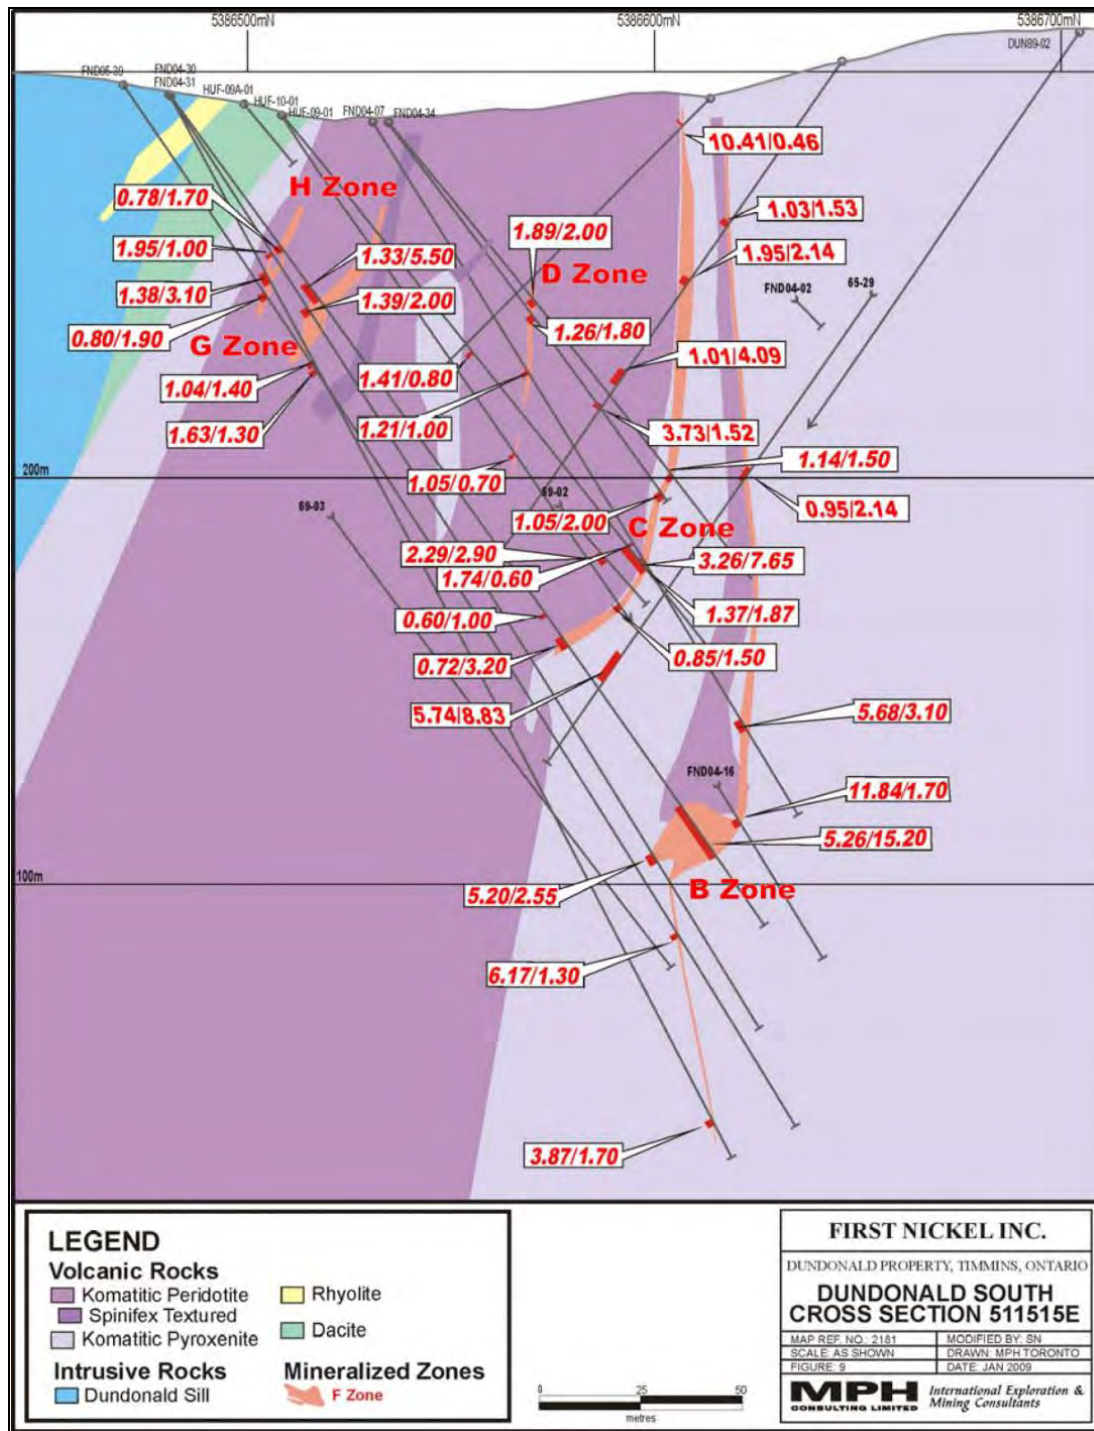 5386500mN
5386600mN
5386700mN
DUN89-02
FND05-39
FND04-30
FND04-31
HUF-09A-01
HUF-10-01
HUF-09-01
FND04-07
FND04-34
10.41/0.46
H Zone
0.78/1.70
1.03/1.53
1.89/2.00
1.95/1.00
1.33/5.50
1.95/2.14
D Zone
FND04-02
65-29
1.38/3.10
1.39/2.00
0.80/1.90
1.26/1.80
G Zone
1.01/4.09
1.04/1.40
1.41/0.80
1.63/1.30
1.21/1.00
3.73/1.52
1.14/1.50
200m
1.05/0.70
69-03
69-02
0.95/2.14
1.05/2.00
C Zone
2.29/2.90
1.74/0.60
3.26/7.65
0.60/1.00
1.37/1.87
0.72/3.20
0.85/1.50
5.74/8.83
5.68/3.10
FND04-16
11.84/1.70
5.26/15.20
100m
5.20/2.55
B Zone
6.17/1.30
3.87/1.70
LEGEND
Volcanic Rocks
Komatitic Peridotite
Spinifex Textured
Komatitic Pyroxenite
Rhyolite
Dacite
Intrusive Rocks
Dundonald Sill
Mineralized Zones
F Zone
0 25 50
metres
FIRST NICKEL INC.
DUNDONALD PROPERTY, TIMMINS, ONTARIO
DUNDONALD SOUTH
CROSS SECTION 511515E
MAP REF. NO.: 2181 MODIFIED BY: SN
SCALE: AS SHOWN DRAWN: MPH TORONTO
FIGURE: 9 DATE: JAN 2009
MPH
CONSULTING LIMITED
International Exploration &
Mining Consultants